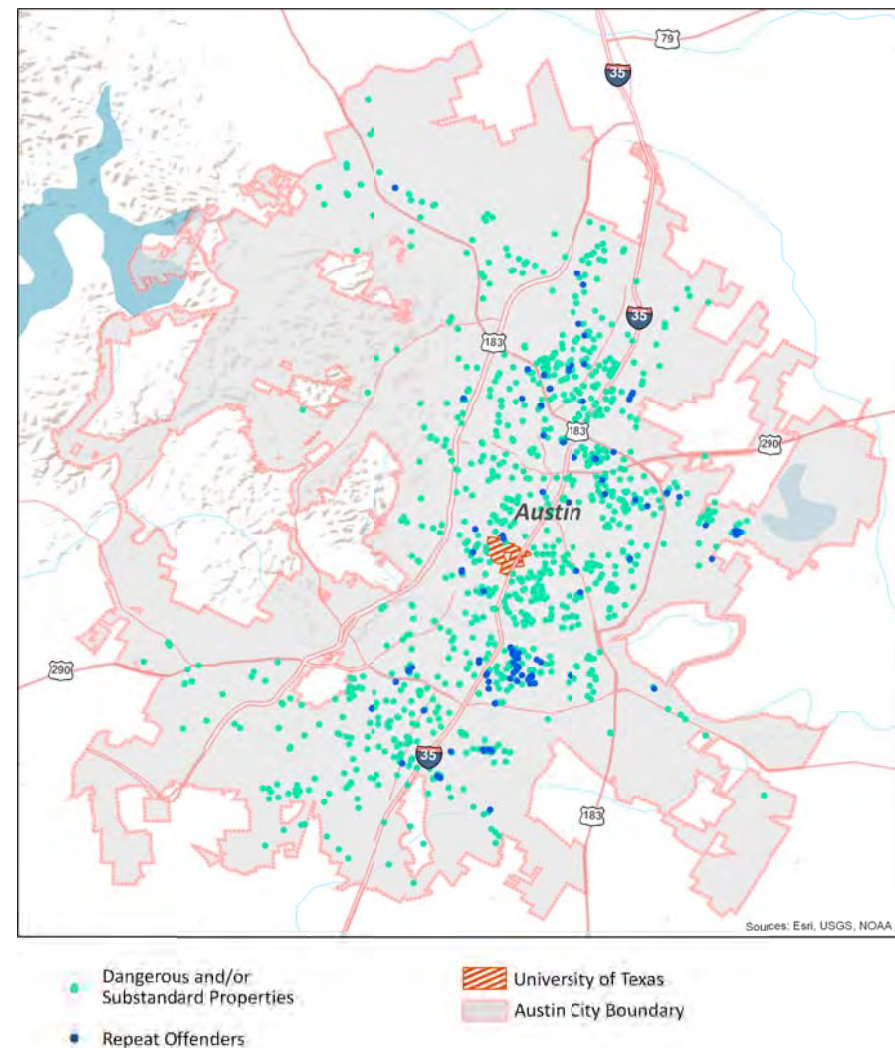 79
35
35
183
183
290
Austin
290
35
183
Sources: Esri, USGS, NOAA
Dangerous and/or
Substandard Properties
University of Texas
Austin City Boundary
Repeat Offenders